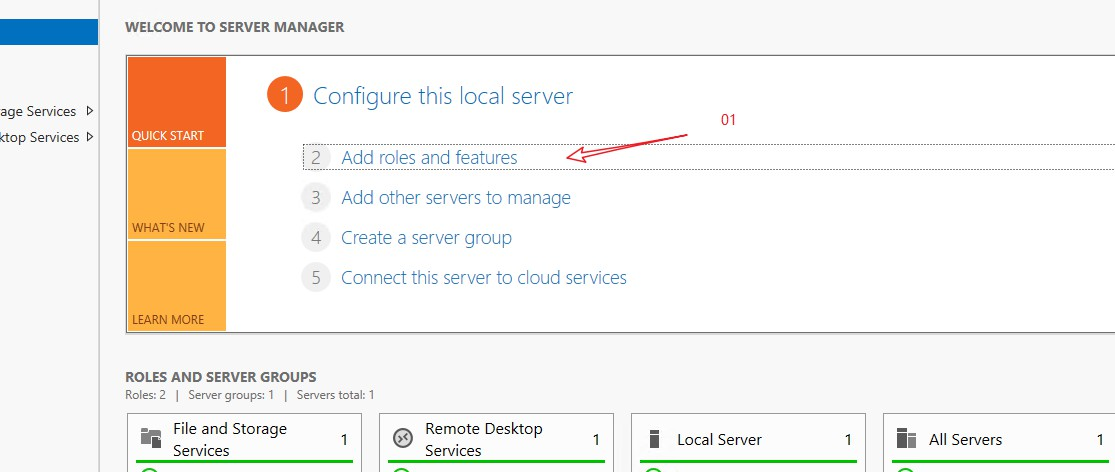 WELCOME TO SERVER MANAGER
QUICK START
WHAT'S NEW
LEARN MORE
1 Configure this local server
01
2 Add roles and features
3 Add other servers to manage
4 Create a server group
5 Connect this server to cloud services
age Services
ktop Services
ROLES AND SERVER GROUPS
Roles: 2 | Server groups: 1 | Servers total: 1
File and Storage
Services
1
Remote Desktop
Services
1
Local Server
1
All Servers
1